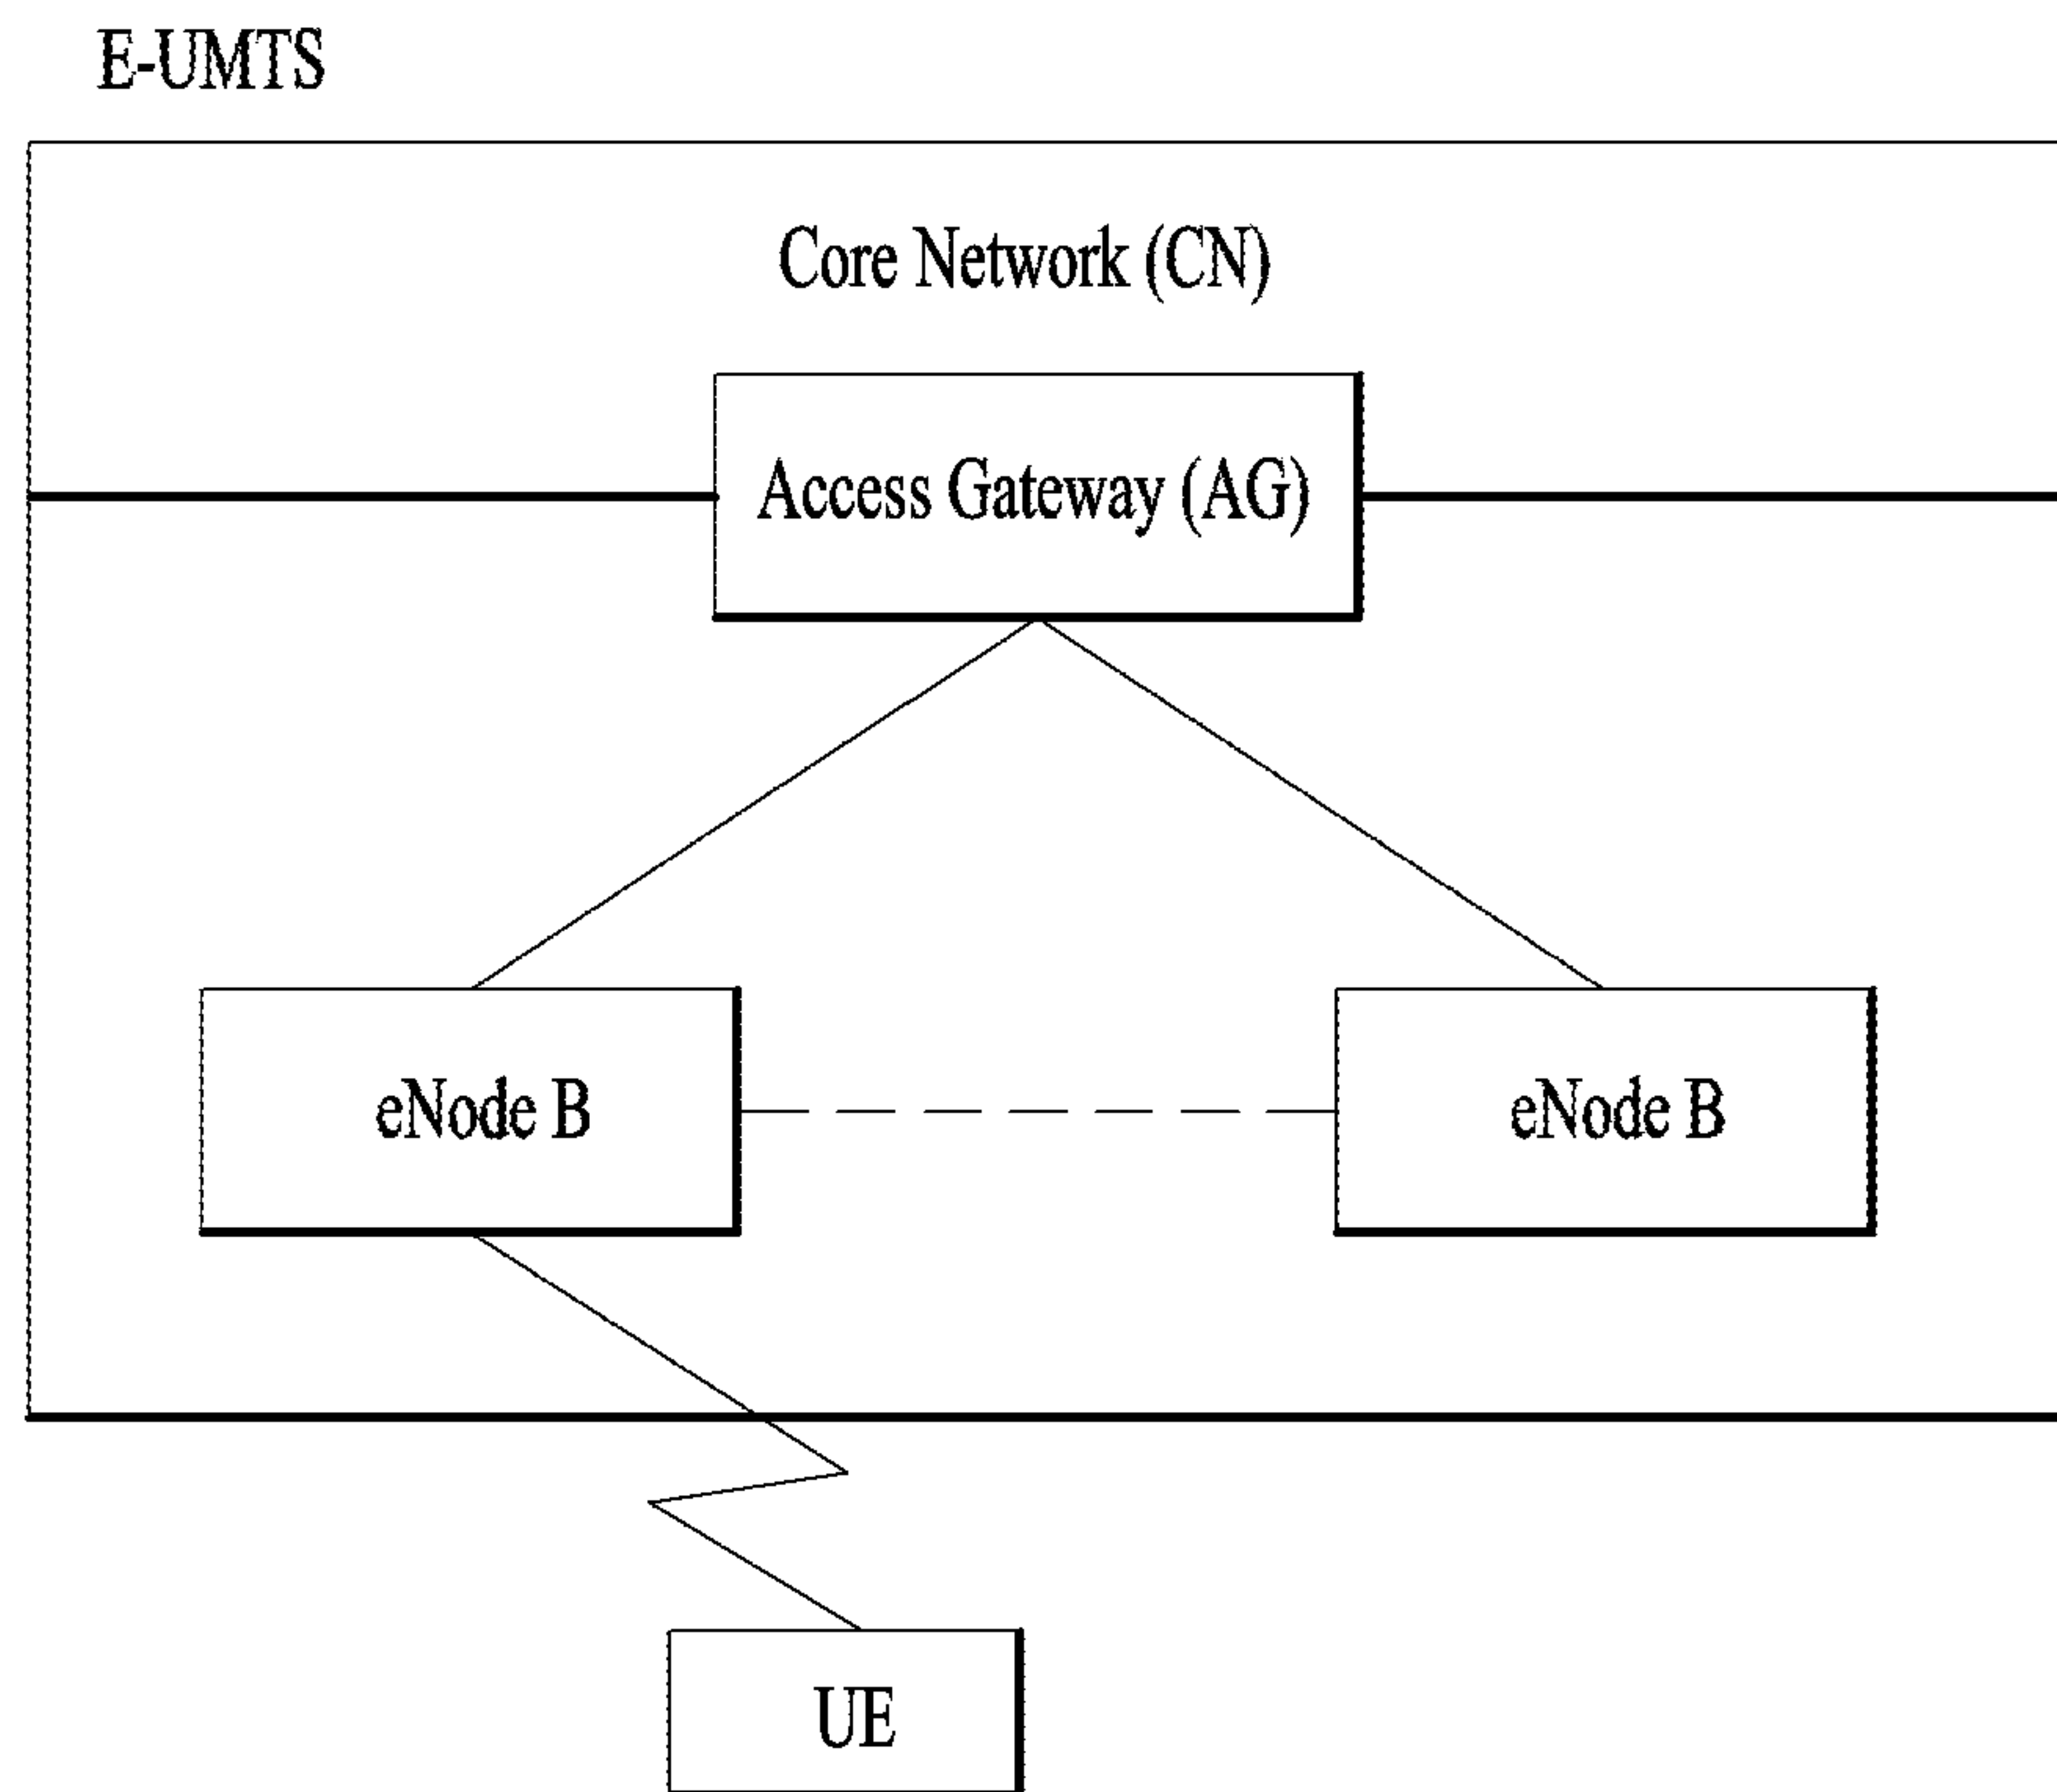 E-UMTS
Core Network (CN)
Access Gateway (AG)
eNode B
eNode B
UE